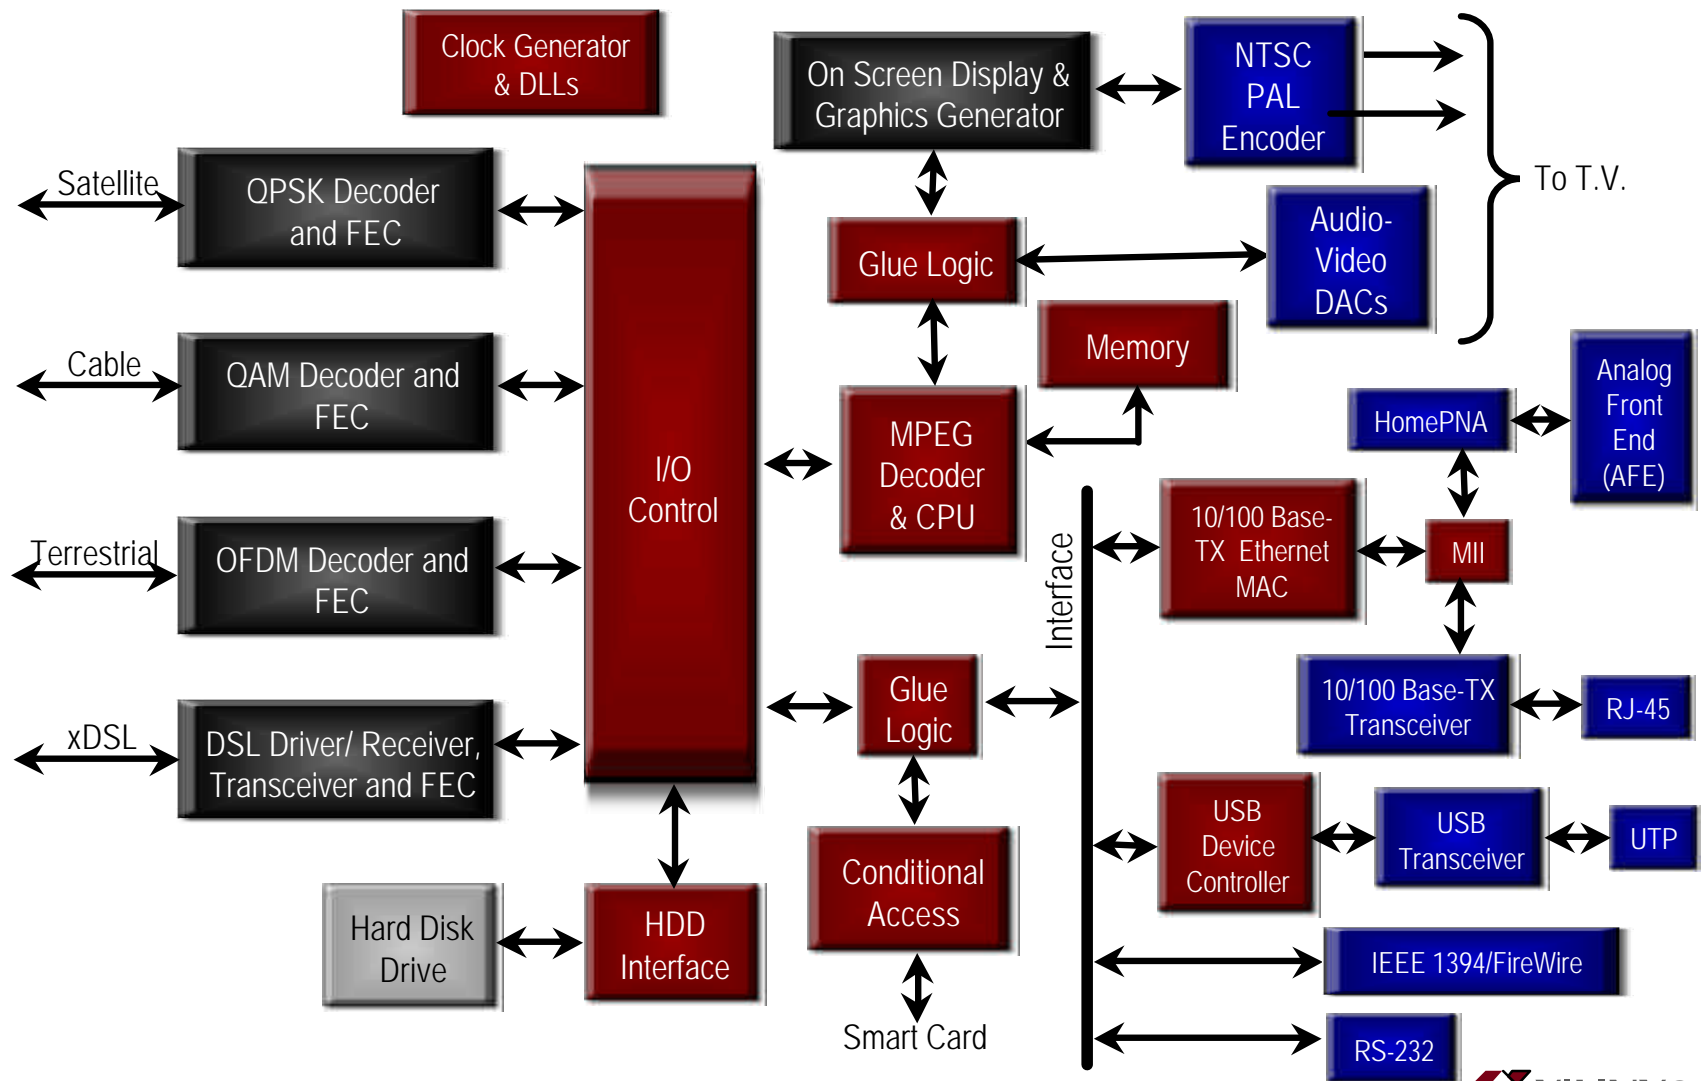 Clock Generator
& DLLs
On Screen Display &
Graphics Generator
NTSC
PAL
Encoder
To T.V.
Satellite
QPSK Decoder
and FEC
Glue Logic
Audio-
Video
DACs
Cable
QAM Decoder and
FEC
I/O
Control
Memory
MPEG
Decoder
& CPU
HomePNA
Analog
Front
End
(AFE)
Terrestrial
OFDM Decoder and
FEC
Interface
10/100 Base-
TX Ethernet
MAC
MII
xDSL
DSL Driver/ Receiver,
Transceiver and FEC
Glue
Logic
10/100 Base-TX
Transceiver
RJ-45
USB
Device
Controller
USB
Transceiver
UTP
Hard Disk
Drive
HDD
Interface
Conditional
Access
Smart Card
IEEE 1394/FireWire
RS-232